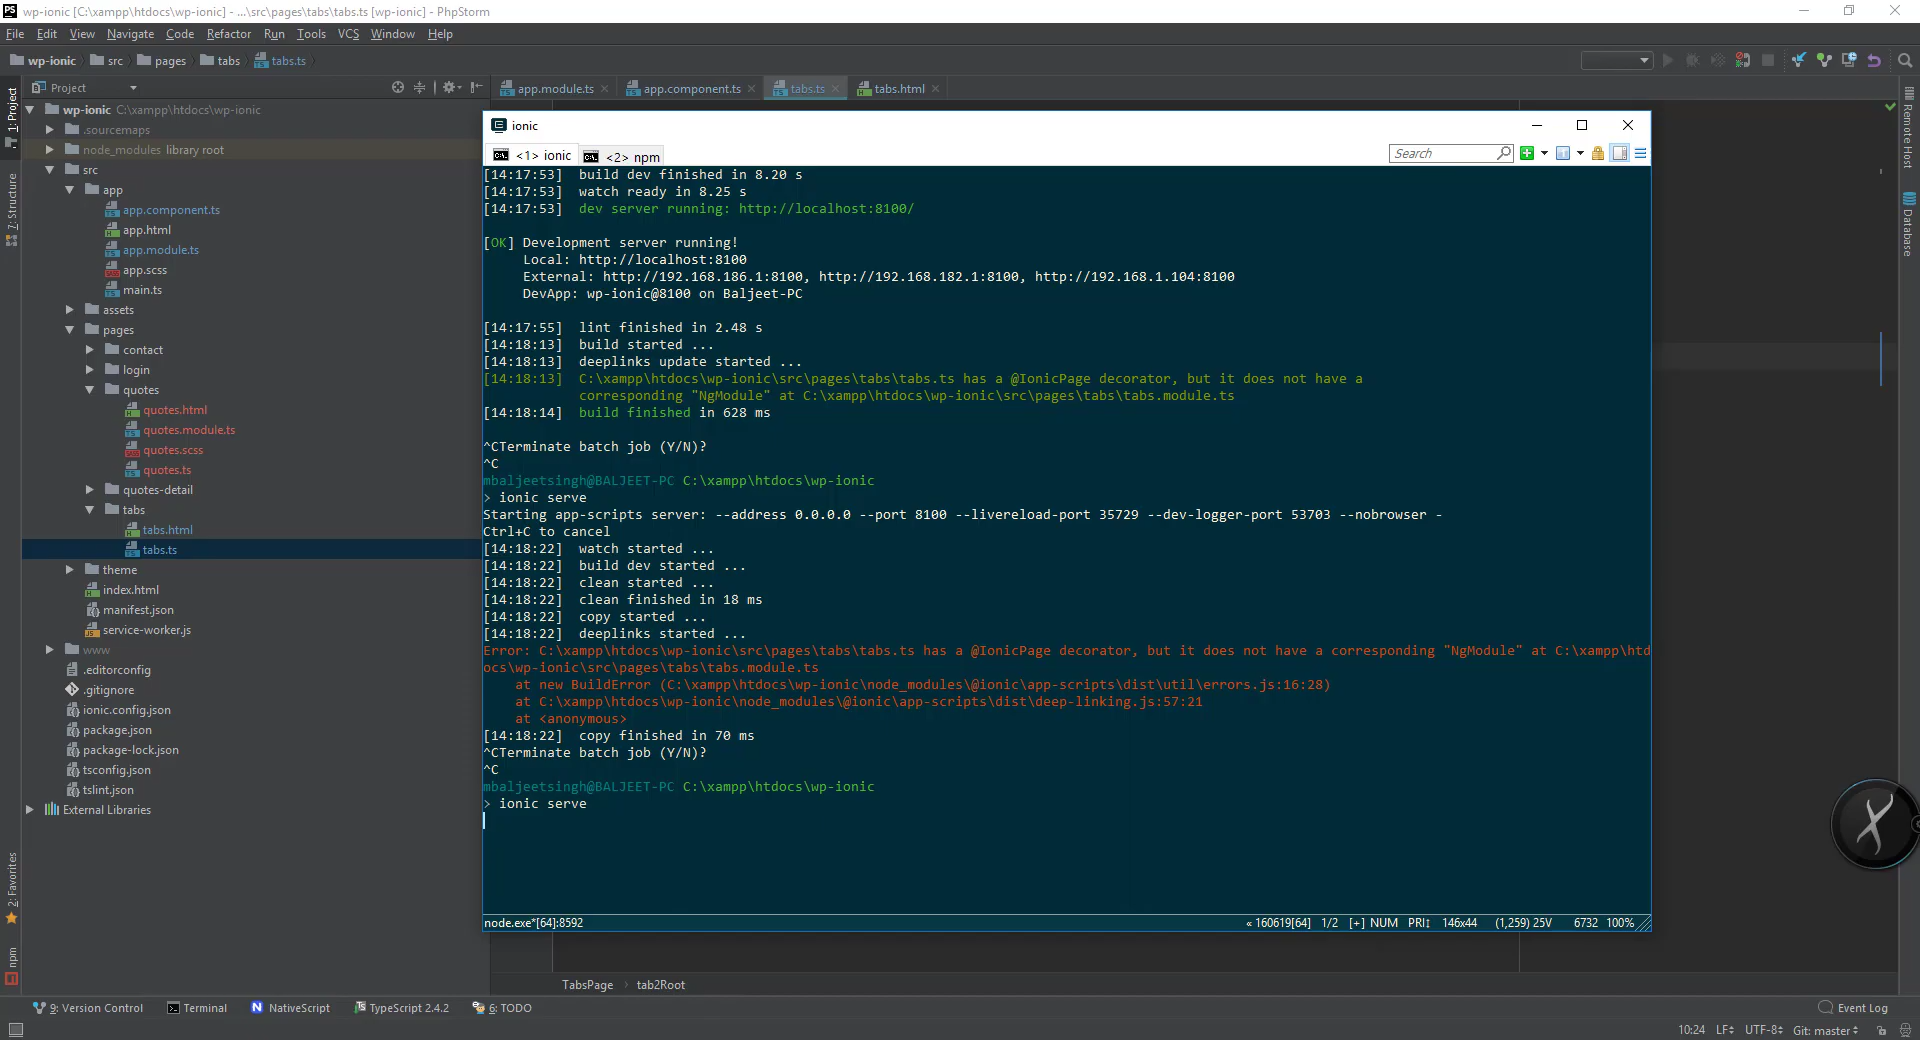 wp-ionic [C:\xampp\htdocs\wp-ionic] - ...\src\pages\tabs\tabs.ts [wp-ionic] - PhpStorm
File Edit View Navigate Code Refactor Run Tools VCS Window Help
wp-ionic src pages tabs tabs.ts
Project
app.module.ts app.component.ts tabs.ts tabs.html
1: Project
7: Structure
2: Favorites
npm
Remote Host
Database
wp-ionic C:\xampp\htdocs\wp-ionic
.sourcemaps
node_modules library root
src
app
app.component.ts
app.html
app.module.ts
app.scss
main.ts
assets
pages
contact
login
quotes
quotes.html
quotes.module.ts
quotes.scss
quotes.ts
quotes-detail
tabs
tabs.html
tabs.ts
theme
index.html
manifest.json
service-worker.js
www
.editorconfig
.gitignore
ionic.config.json
package.json
package-lock.json
tsconfig.json
tslint.json
External Libraries
ionic
<1> ionic <2> npm Search
[14:17:53] build dev finished in 8.20 s
[14:17:53] watch ready in 8.25 s
[14:17:53] dev server running: http://localhost:8100/
[OK] Development server running!
Local: http://localhost:8100
External: http://192.168.186.1:8100, http://192.168.182.1:8100, http://192.168.1.104:8100
DevApp: wp-ionic@8100 on Baljeet-PC
[14:17:55] lint finished in 2.48 s
[14:18:13] build started ...
[14:18:13] deeplinks update started ...
[14:18:13] C:\xampp\htdocs\wp-ionic\src\pages\tabs\tabs.ts has a @IonicPage decorator, but it does not have a
corresponding "NgModule" at C:\xampp\htdocs\wp-ionic\src\pages\tabs\tabs.module.ts
[14:18:14] build finished in 628 ms
^CTerminate batch job (Y/N)?
^C
mbaljeetsingh@BALJEET-PC C:\xampp\htdocs\wp-ionic
> ionic serve
Starting app-scripts server: --address 0.0.0.0 --port 8100 --livereload-port 35729 --dev-logger-port 53703 --nobrowser -
Ctrl+C to cancel
[14:18:22] watch started ...
[14:18:22] build dev started ...
[14:18:22] clean started ...
[14:18:22] clean finished in 18 ms
[14:18:22] copy started ...
[14:18:22] deeplinks started ...
Error: C:\xampp\htdocs\wp-ionic\src\pages\tabs\tabs.ts has a @IonicPage decorator, but it does not have a corresponding "NgModule" at C:\xampp\htd
ocs\wp-ionic\src\pages\tabs\tabs.module.ts
at new BuildError (C:\xampp\htdocs\wp-ionic\node_modules\@ionic\app-scripts\dist\util\errors.js:16:28)
at C:\xampp\htdocs\wp-ionic\node_modules\@ionic\app-scripts\dist\deep-linking.js:57:21
at <anonymous>
[14:18:22] copy finished in 70 ms
^CTerminate batch job (Y/N)?
^C
mbaljeetsingh@BALJEET-PC C:\xampp\htdocs\wp-ionic
> ionic serve
node.exe*[64]:8592 « 160619[64] 1/2 [+] NUM PRI↕ 146x44 (1,259) 25V 6732 100%
TabsPage tab2Root
9: Version Control Terminal NativeScript TypeScript 2.4.2 6: TODO Event Log
10:24 LF UTF-8 Git: master